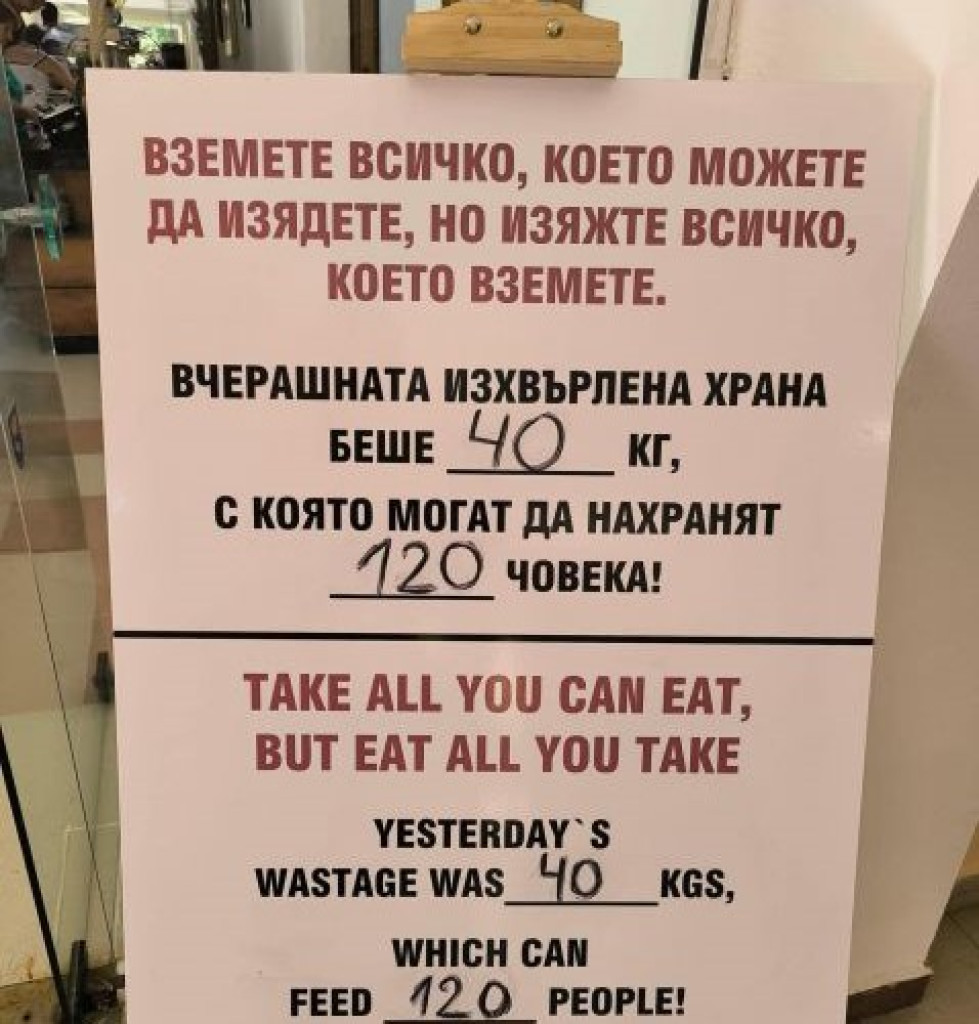 ВЗЕМЕТЕ ВСИЧКО, КОЕТО МОЖЕТЕ
ДА ИЗЯДЕТЕ, НО ИЗЯЖТЕ ВСИЧКО,
КОЕТО ВЗЕМЕТЕ.
ВЧЕРАШНАТА ИЗХВЪРЛЕНА ХРАНА
БЕШЕ 40 КГ,
С КОЯТО МОГАТ ДА НАХРАНЯТ
120 ЧОВЕКА!
TAKE ALL YOU CAN EAT,
BUT EAT ALL YOU TAKE
YESTERDAY`S
WASTAGE WAS 40 KGS,
WHICH CAN
FEED 120 PEOPLE!